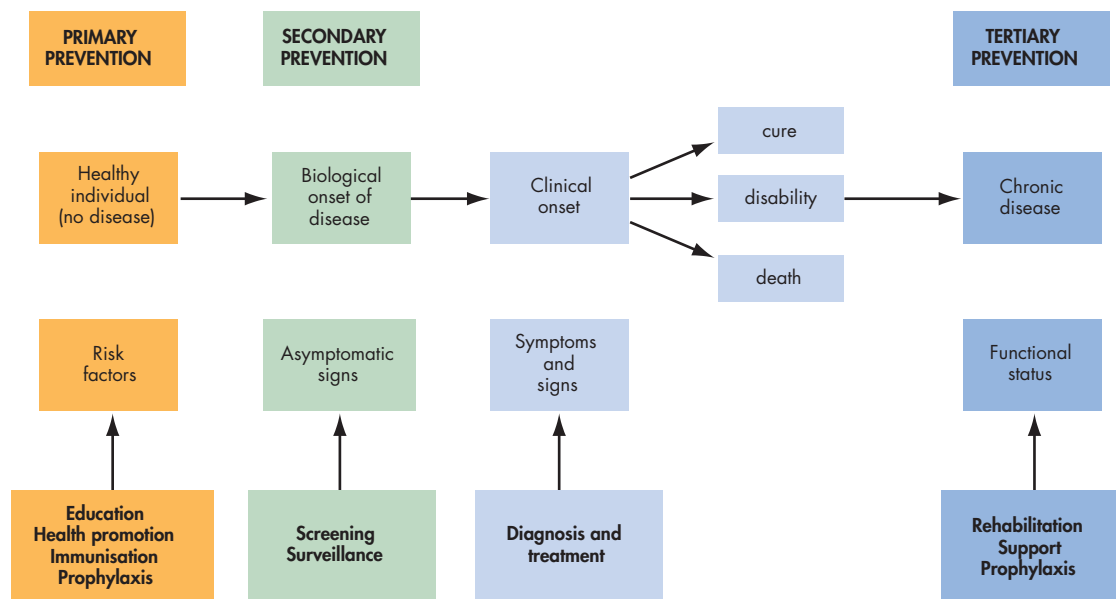 PRIMARY
PREVENTION
SECONDARY
PREVENTION
TERTIARY
PREVENTION
Healthy
individual
(no disease)
Biological
onset of
disease
Clinical
onset
cure
disability
death
Chronic
disease
Risk
factors
Asymptomatic
signs
Symptoms
and
signs
Functional
status
Education
Health promotion
Immunisation
Prophylaxis
Screening
Surveillance
Diagnosis and
treatment
Rehabilitation
Support
Prophylaxis